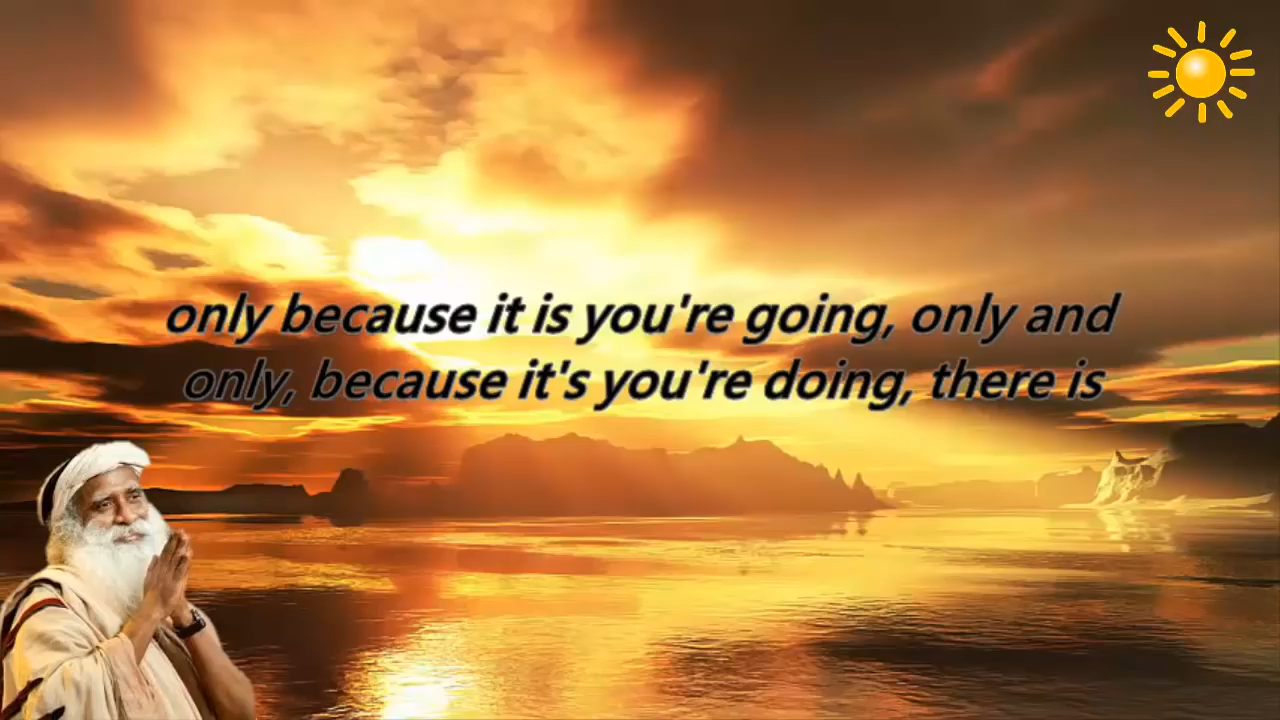 only because it is you're going, only and
only, because it's you're doing, there is